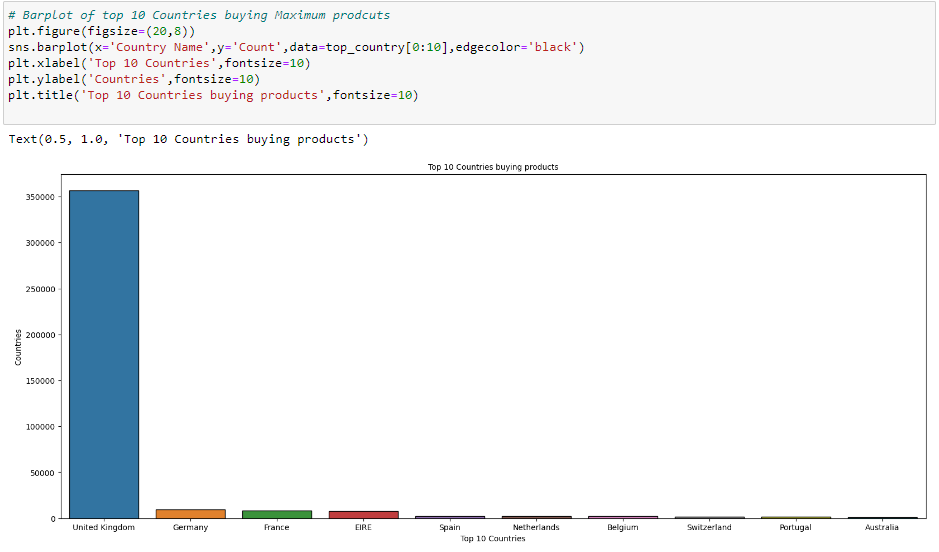 # Barplot of top 10 Countries buying Maximum prodcuts
plt.figure(figsize=(20,8))
sns.barplot(x='Country Name',y='Count',data=top_country[0:10],edgecolor='black')
plt.xlabel('Top 10 Countries',fontsize=10)
plt.ylabel('Countries',fontsize=10)
plt.title('Top 10 Countries buying products',fontsize=10)
Text(0.5, 1.0, 'Top 10 Countries buying products')
Top 10 Countries buying products
350000
300000
250000
200000
150000
100000
50000
0
Countries
United Kingdom Germany France EIRE Spain Netherlands Belgium Switzerland Portugal Australia
Top 10 Countries